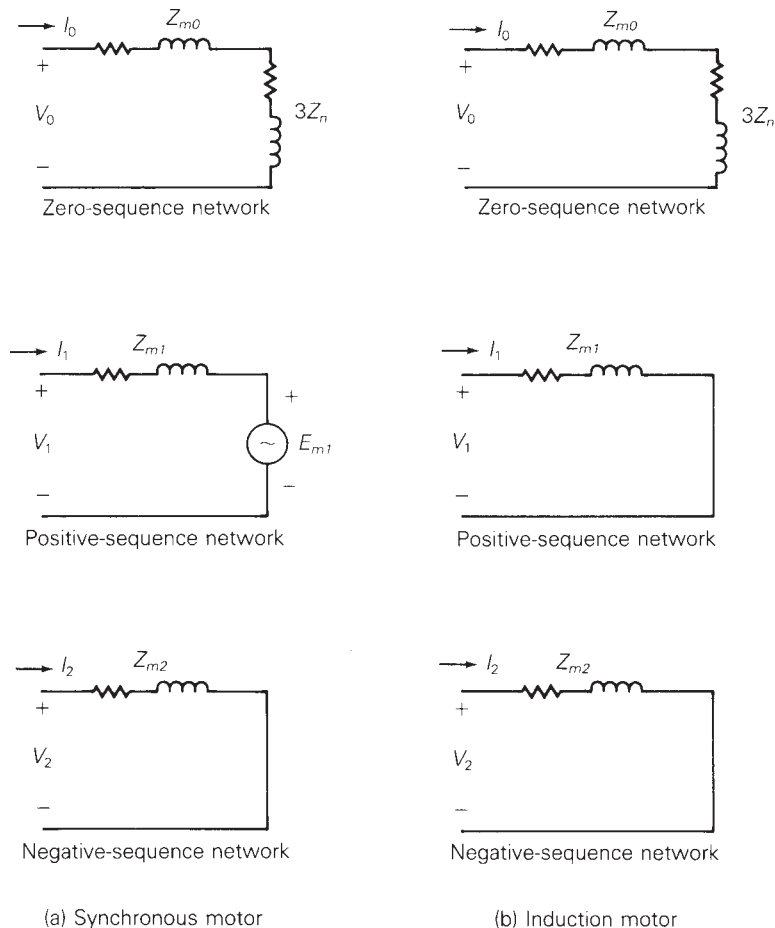 I0 Zm0
+
V0 3Zn
−
Zero-sequence network
I0 Zm0
+
V0 3Zn
−
Zero-sequence network
I1 Zm1
+ +
V1 ~ Em1
− −
Positive-sequence network
I1 Zm1
+
V1
−
Positive-sequence network
I2 Zm2
+
V2
−
Negative-sequence network
I2 Zm2
+
V2
−
Negative-sequence network
(a) Synchronous motor
(b) Induction motor